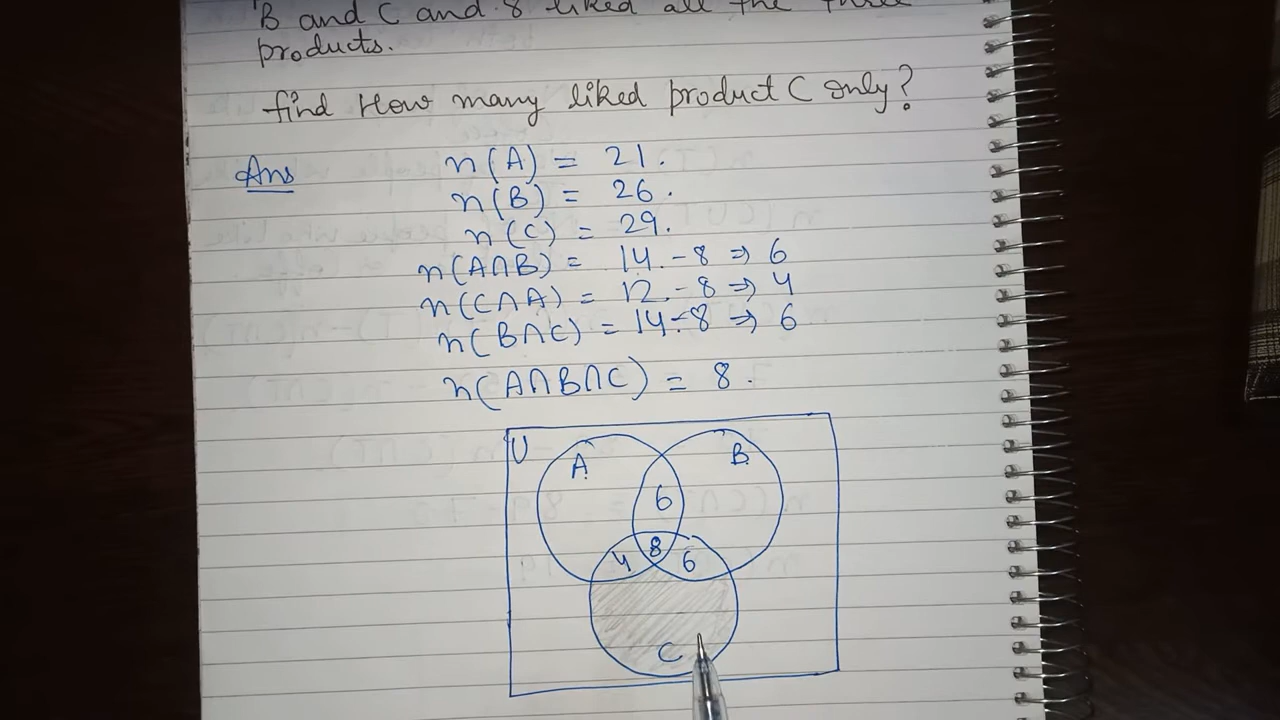 B and C and 8 liked all the three
products.
find How many liked product C only?
Ans
n(A) = 21.
n(B) = 26.
n(C) = 29.
n(A∩B) = 14.-8 ⇒ 6
n(C∩A) = 12.-8 ⇒ 4
n(B∩C) = 14-8 ⇒ 6
n(A∩B∩C) = 8.
U
A B
6
4 8 6
C